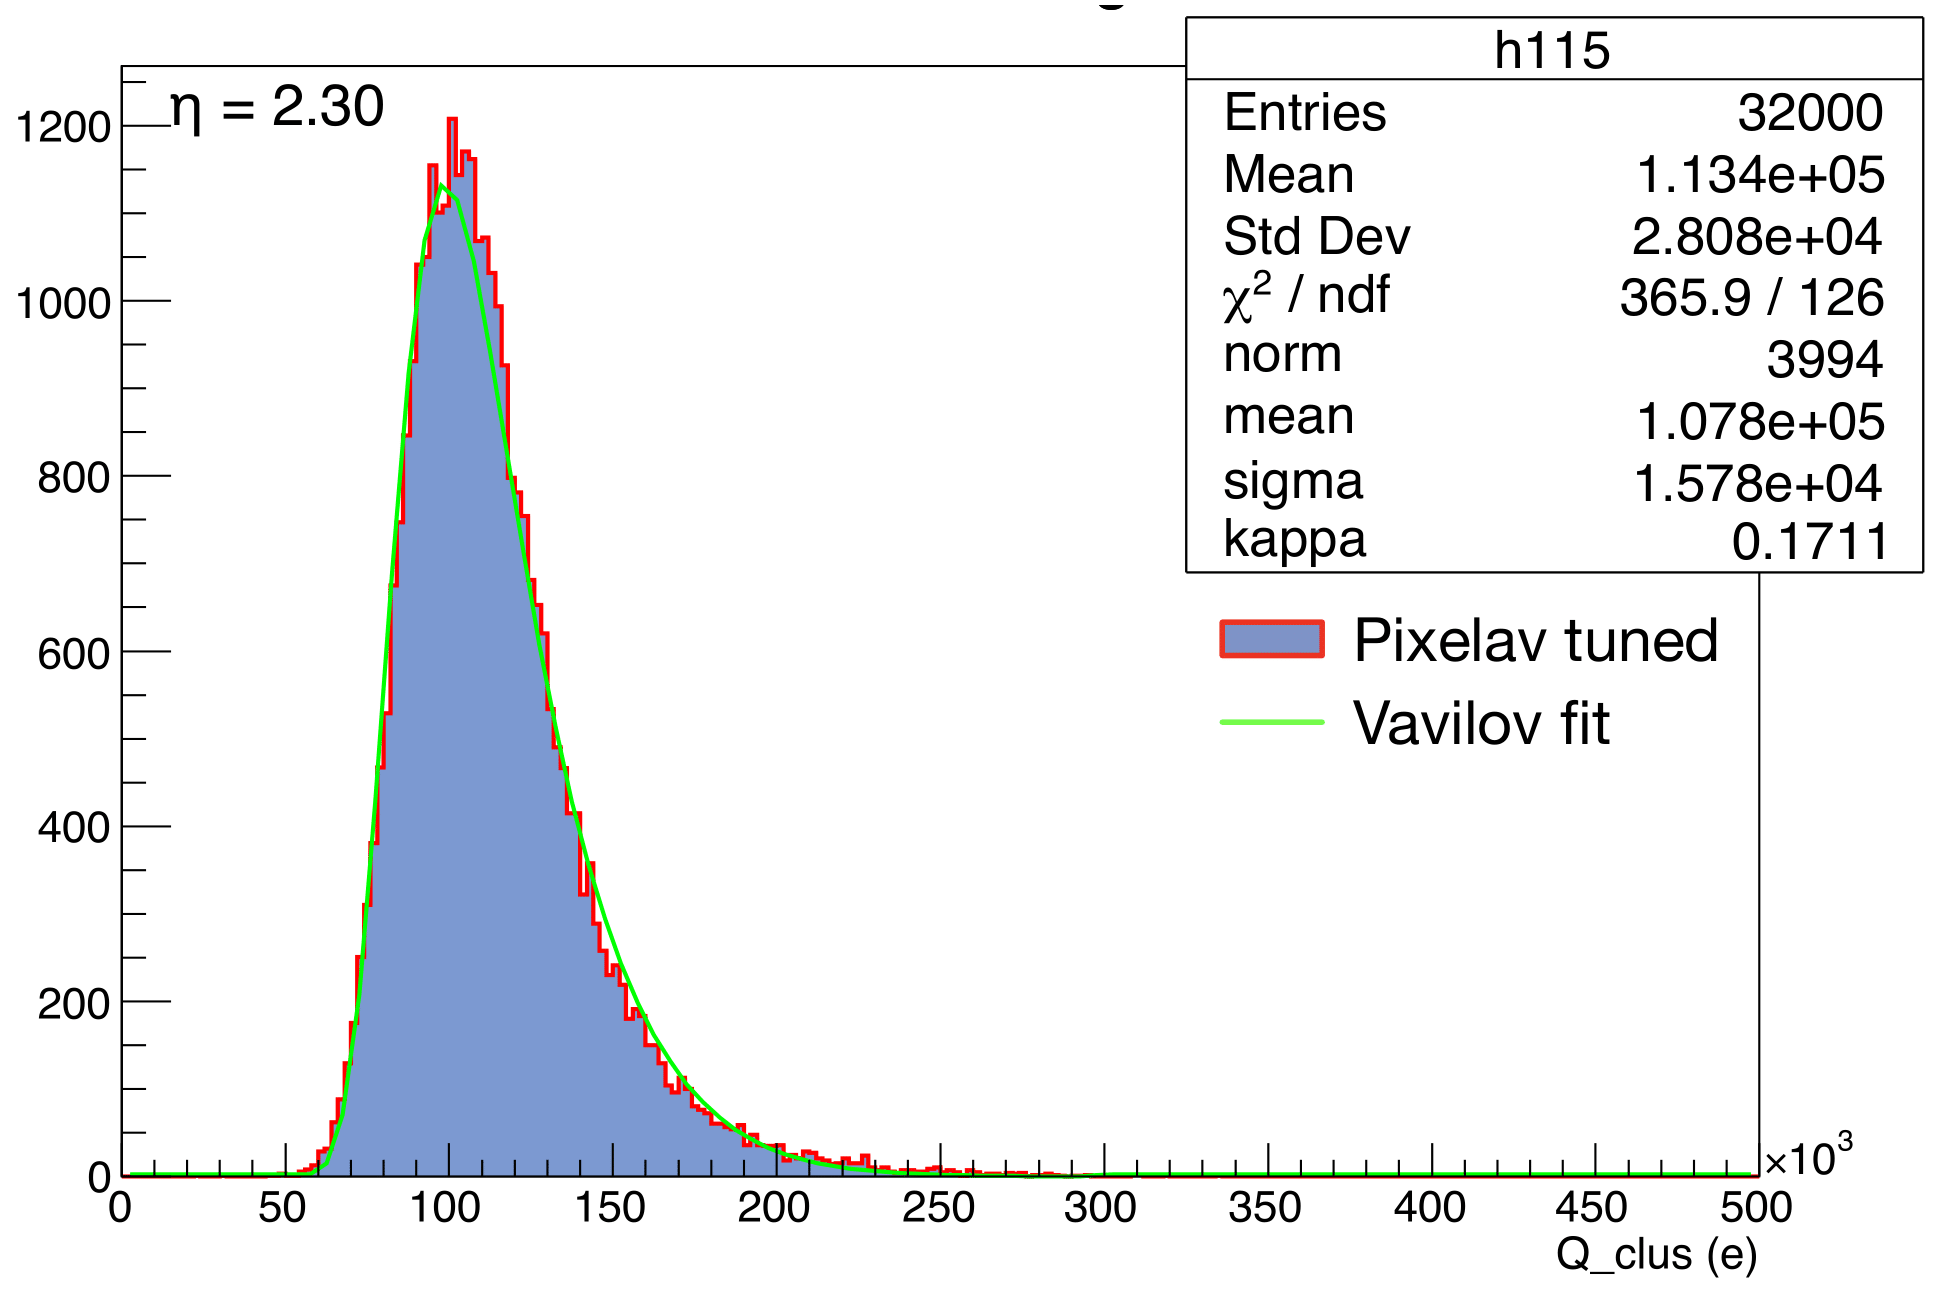 h115
Entries 32000
Mean 1.134e+05
Std Dev 2.808e+04
χ² / ndf 365.9 / 126
norm 3994
mean 1.078e+05
sigma 1.578e+04
kappa 0.1711
η = 2.30
Pixelav tuned
Vavilov fit
1200
1000
800
600
400
200
0
0 50 100 150 200 250 300 350 400 450 500
×10³
Q_clus (e)